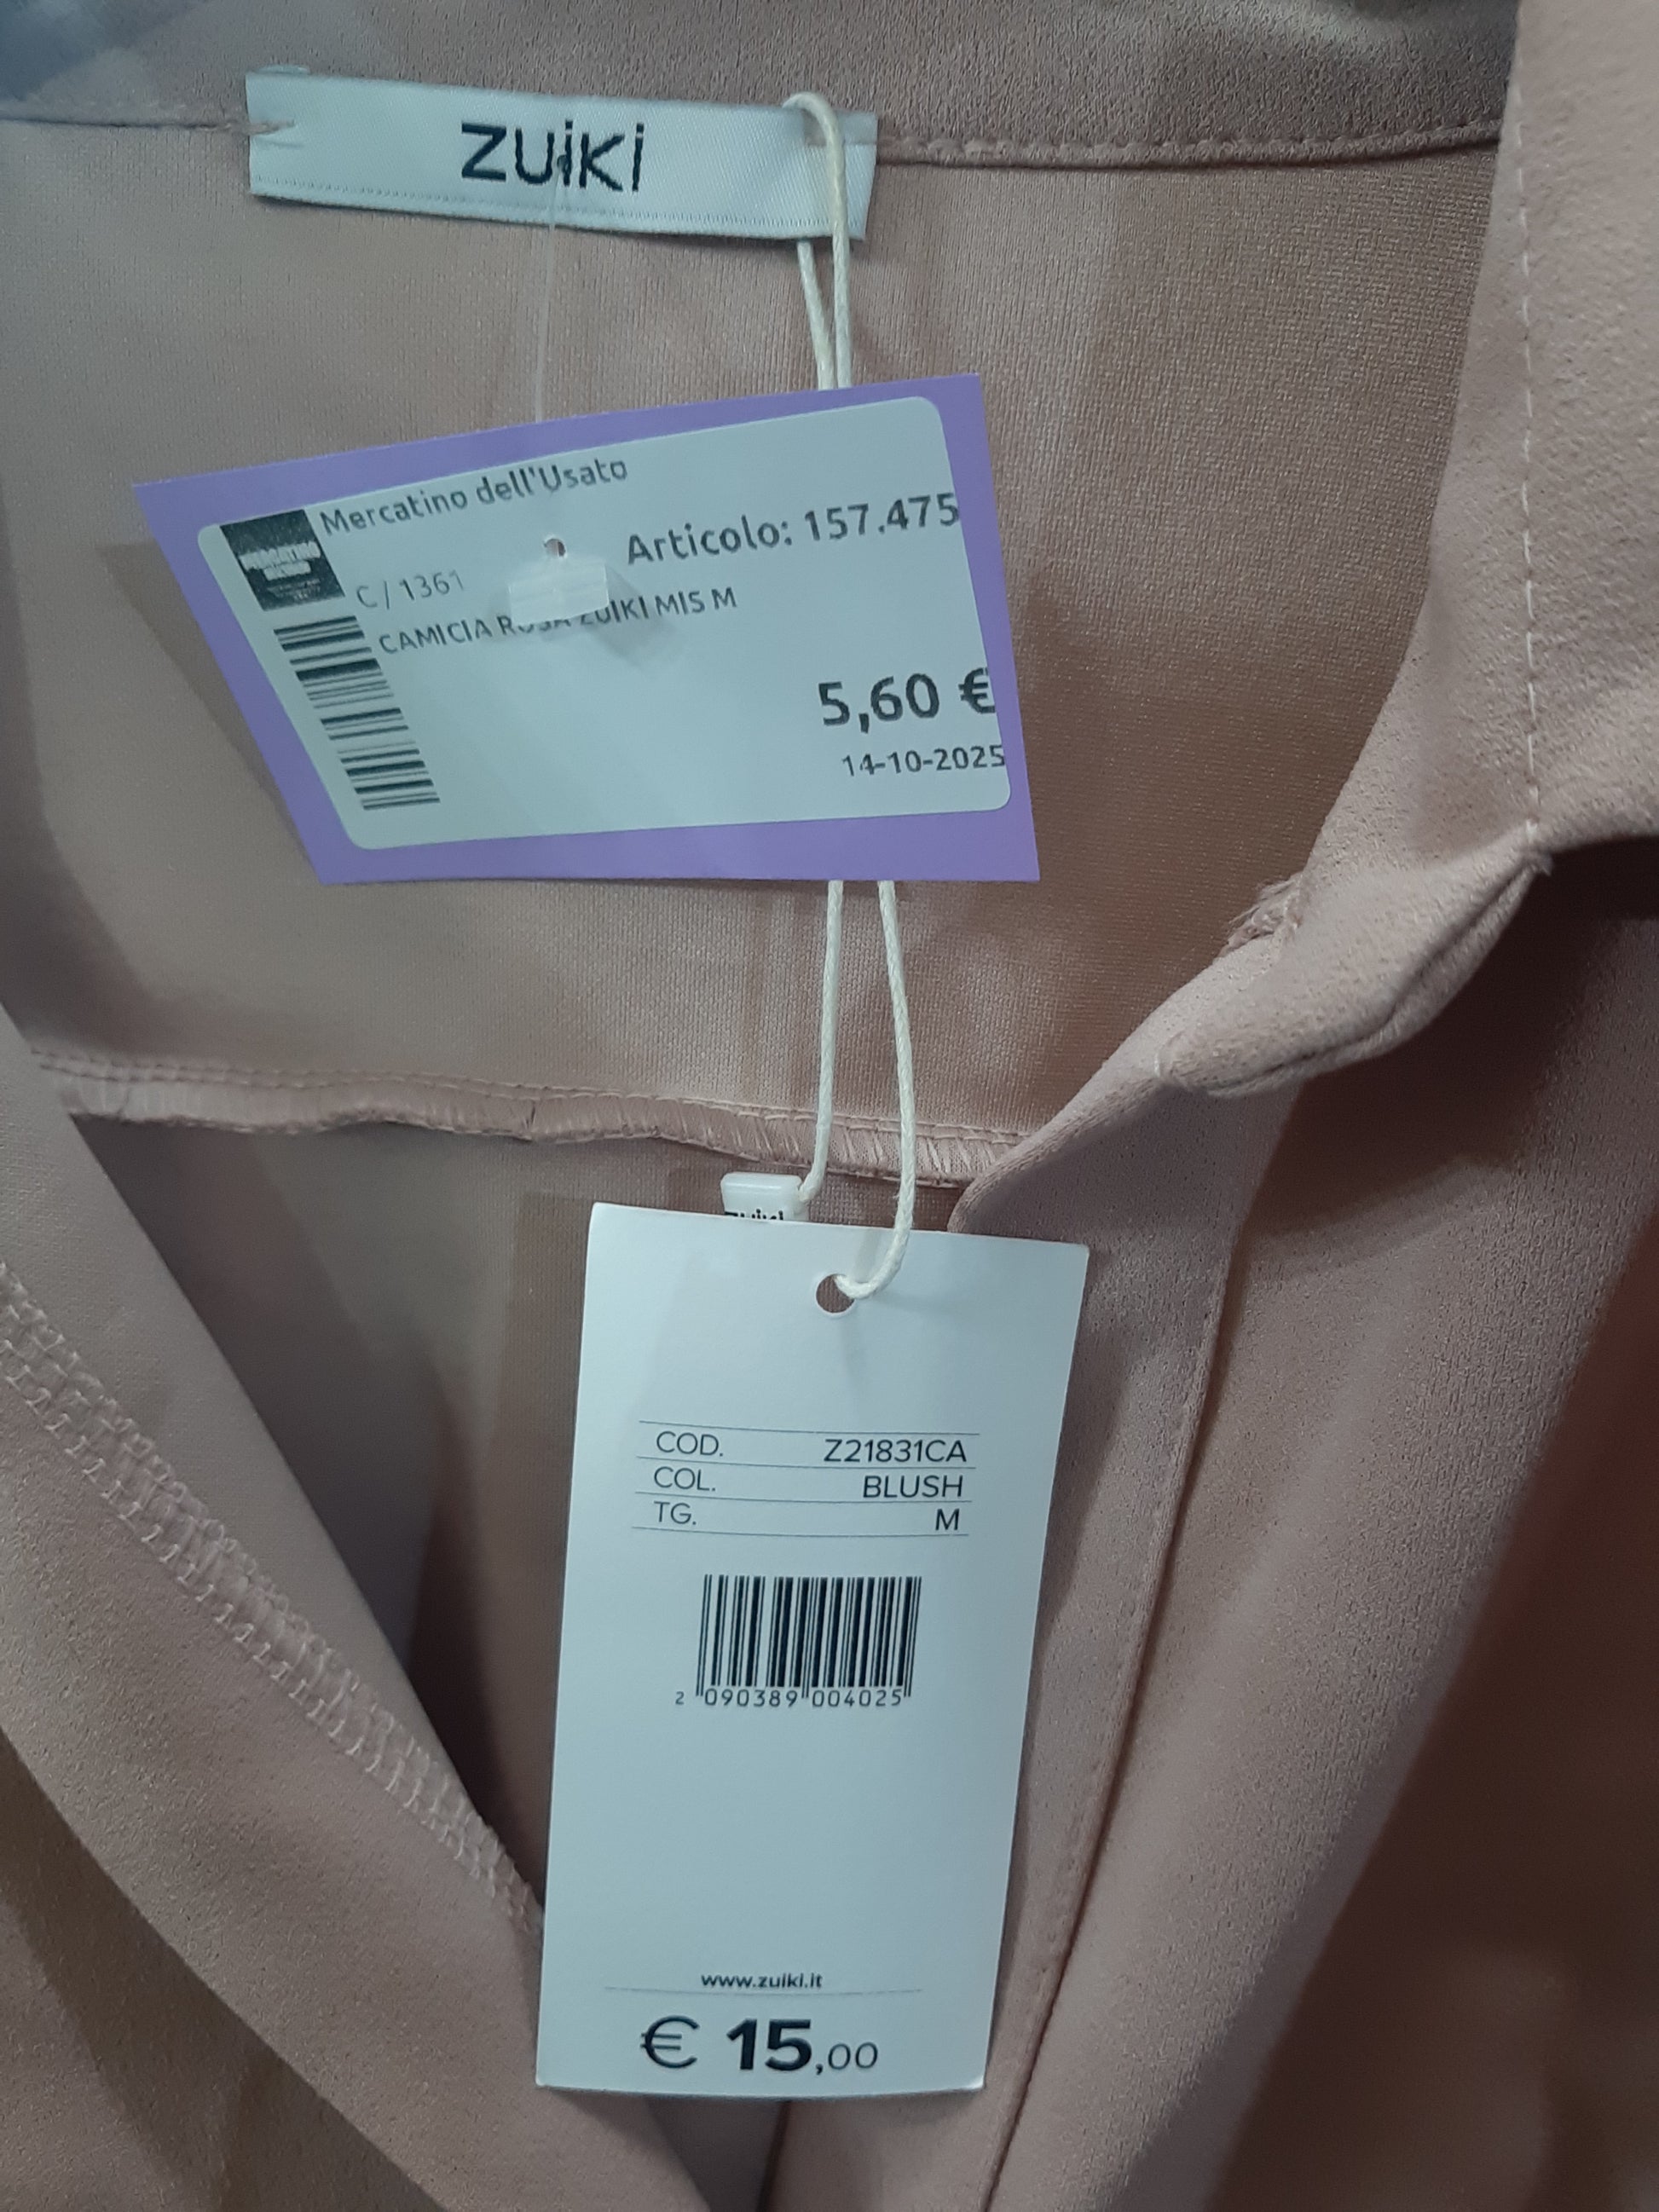 ZUiKi
Mercatino dell'Usato
Articolo: 157.475
C / 1361
CAMICIA ROSA ZUIKI MIS M
5,60 €
14-10-2025
COD. Z21831CA
COL. BLUSH
TG. M
2 090389 004025
www.zuiki.it
€ 15,00